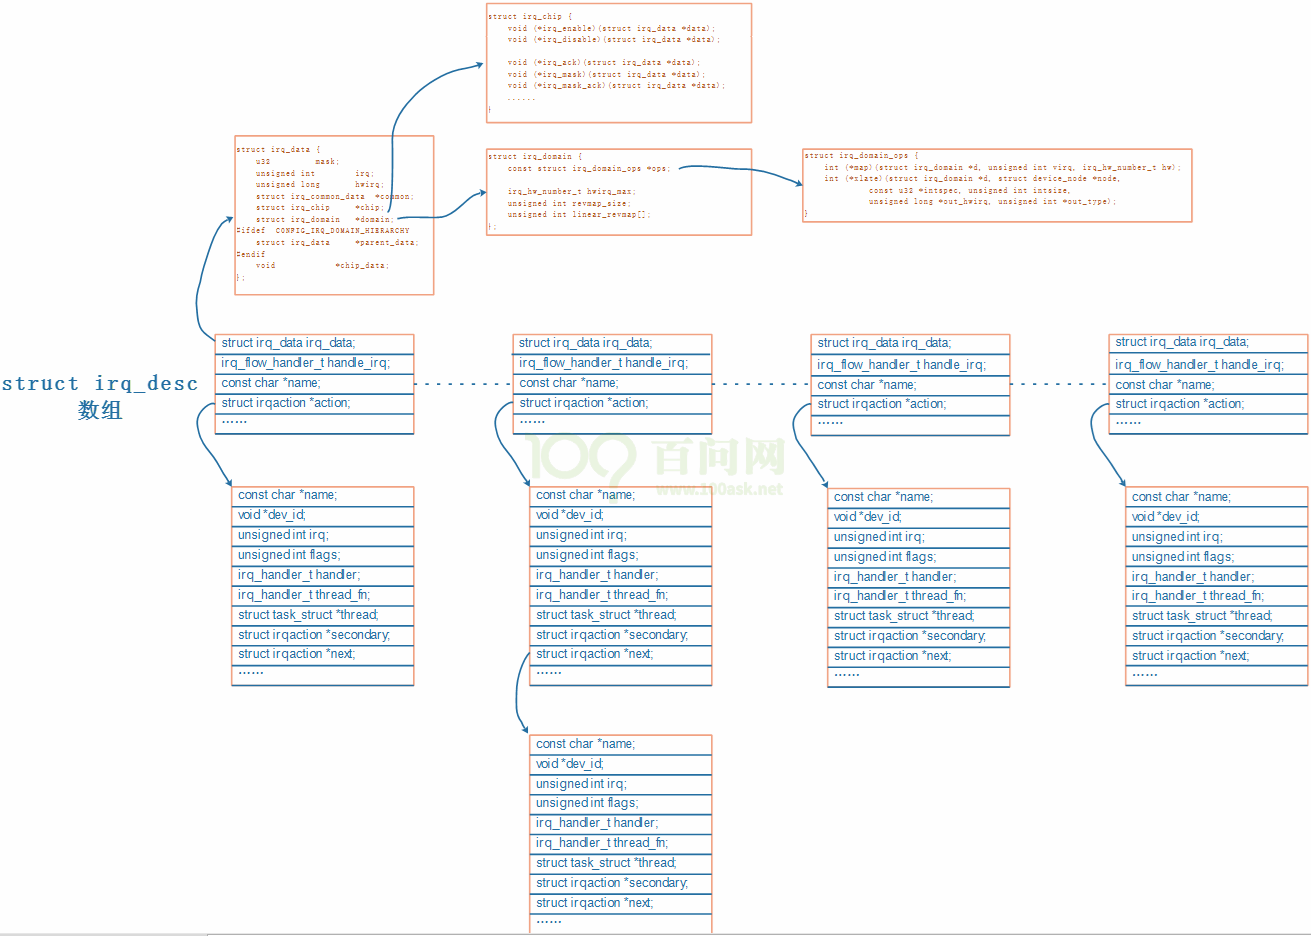 struct irq_chip {
void (*irq_enable)(struct irq_data *data);
void (*irq_disable)(struct irq_data *data);
void (*irq_ack)(struct irq_data *data);
void (*irq_mask)(struct irq_data *data);
void (*irq_mask_ack)(struct irq_data *data);
......
}
struct irq_data {
u32 mask;
unsigned int irq;
unsigned long hwirq;
struct irq_common_data *common;
struct irq_chip *chip;
struct irq_domain *domain;
#ifdef CONFIG_IRQ_DOMAIN_HIERARCHY
struct irq_data *parent_data;
#endif
void *chip_data;
};
struct irq_domain {
const struct irq_domain_ops *ops;
irq_hw_number_t hwirq_max;
unsigned int revmap_size;
unsigned int linear_revmap[];
};
struct irq_domain_ops {
int (*map)(struct irq_domain *d, unsigned int virq, irq_hw_number_t hw);
int (*xlate)(struct irq_domain *d, struct device_node *node,
const u32 *intspec, unsigned int intsize,
unsigned long *out_hwirq, unsigned int *out_type);
}
struct irq_desc
数组
struct irq_data irq_data;
irq_flow_handler_t handle_irq;
const char *name;
struct irqaction *action;
······
struct irq_data irq_data;
irq_flow_handler_t handle_irq;
const char *name;
struct irqaction *action;
······
struct irq_data irq_data;
irq_flow_handler_t handle_irq;
const char *name;
struct irqaction *action;
······
struct irq_data irq_data;
irq_flow_handler_t handle_irq;
const char *name;
struct irqaction *action;
······
100 百问网
www.100ask.net
const char *name;
void *dev_id;
unsigned int irq;
unsigned int flags;
irq_handler_t handler;
irq_handler_t thread_fn;
struct task_struct *thread;
struct irqaction *secondary;
struct irqaction *next;
······
const char *name;
void *dev_id;
unsigned int irq;
unsigned int flags;
irq_handler_t handler;
irq_handler_t thread_fn;
struct task_struct *thread;
struct irqaction *secondary;
struct irqaction *next;
······
const char *name;
void *dev_id;
unsigned int irq;
unsigned int flags;
irq_handler_t handler;
irq_handler_t thread_fn;
struct task_struct *thread;
struct irqaction *secondary;
struct irqaction *next;
······
const char *name;
void *dev_id;
unsigned int irq;
unsigned int flags;
irq_handler_t handler;
irq_handler_t thread_fn;
struct task_struct *thread;
struct irqaction *secondary;
struct irqaction *next;
······
const char *name;
void *dev_id;
unsigned int irq;
unsigned int flags;
irq_handler_t handler;
irq_handler_t thread_fn;
struct task_struct *thread;
struct irqaction *secondary;
struct irqaction *next;
······